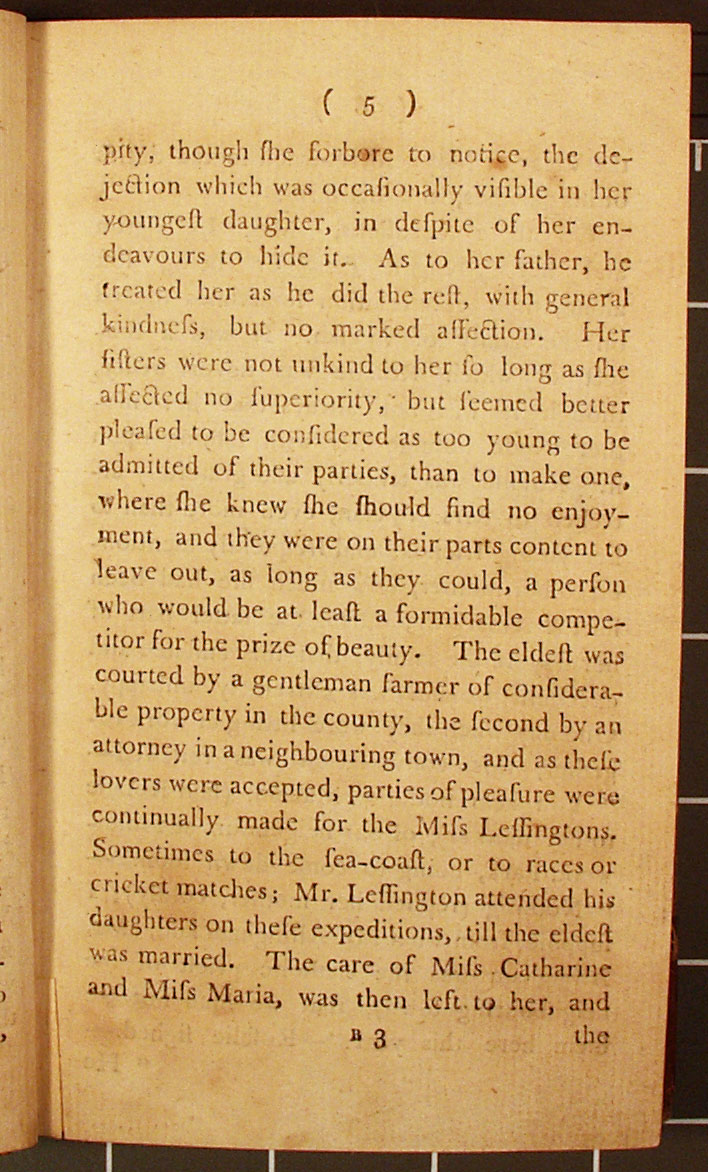 ( 5 )
pity, though ſhe forbore to notice, the de-
jection which was occaſionally viſible in her
youngeſt daughter, in deſpite of her en-
deavours to hide it. As to her father, he
treated her as he did the reſt, with general
kindneſs, but no marked affection. Her
ſiſters were not unkind to her ſo long as ſhe
affected no ſuperiority, but ſeemed better
pleaſed to be conſidered as too young to be
admitted of their parties, than to make one,
where ſhe knew ſhe ſhould find no enjoy-
ment, and they were on their parts content to
leave out, as long as they could, a perſon
who would be at leaſt a formidable compe-
titor for the prize of beauty. The eldeſt was
courted by a gentleman farmer of conſidera-
ble property in the county, the ſecond by an
attorney in a neighbouring town, and as theſe
lovers were accepted, parties of pleaſure were
continually made for the Miſs Leſſingtons.
Sometimes to the ſea-coaſt, or to races or
cricket matches; Mr. Leſſington attended his
daughters on theſe expeditions, till the eldeſt
was married. The care of Miſs Catharine
and Miſs Maria, was then left to her, and
B 3 the